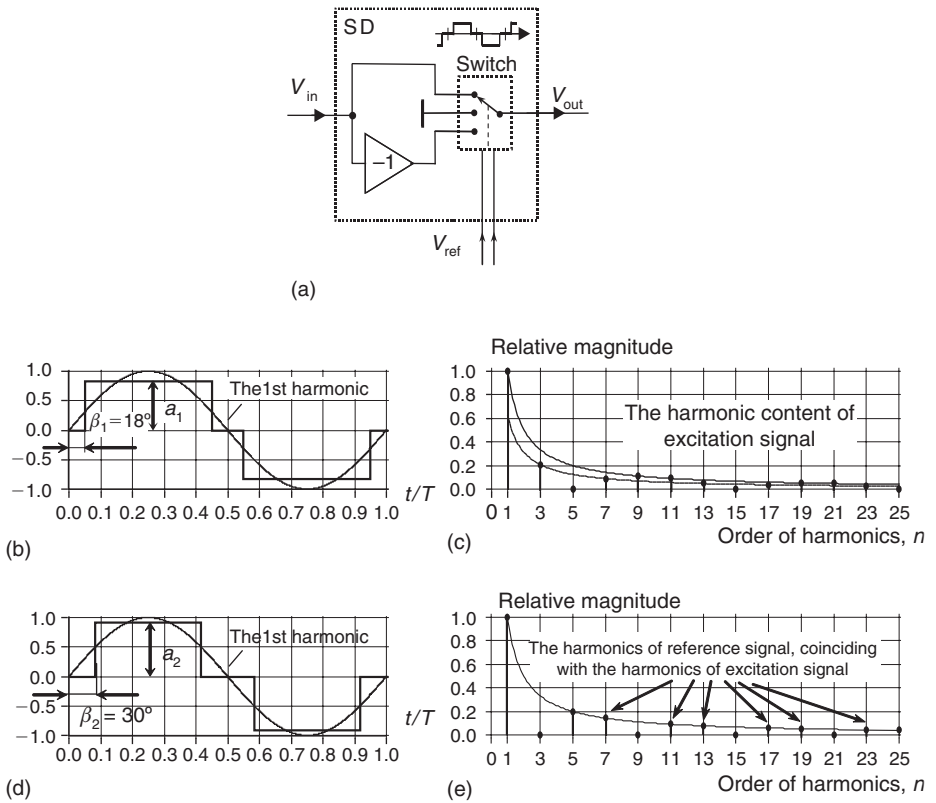 SD
Switch
V in
V out
−1
V ref
(a)
Relative magnitude
1.0
0.5
0.0
−0.5
−1.0
The1st harmonic
β1 = 18°
a1
t/T
0.0 0.1 0.2 0.3 0.4 0.5 0.6 0.7 0.8 0.9 1.0
(b)
1.0
0.8
0.6
0.4
0.2
0.0
The harmonic content of
excitation signal
0 1 3 5 7 9 11 13 15 17 19 21 23 25
Order of harmonics, n
(c)
1.0
0.5
0.0
−0.5
−1.0
The1st harmonic
a2
β2 = 30°
t/T
0.0 0.1 0.2 0.3 0.4 0.5 0.6 0.7 0.8 0.9 1.0
(d)
Relative magnitude
1.0
0.8
0.6
0.4
0.2
0.0
The harmonics of reference signal, coinciding
with the harmonics of excitation signal
0 1 3 5 7 9 11 13 15 17 19 21 23 25
Order of harmonics, n
(e)